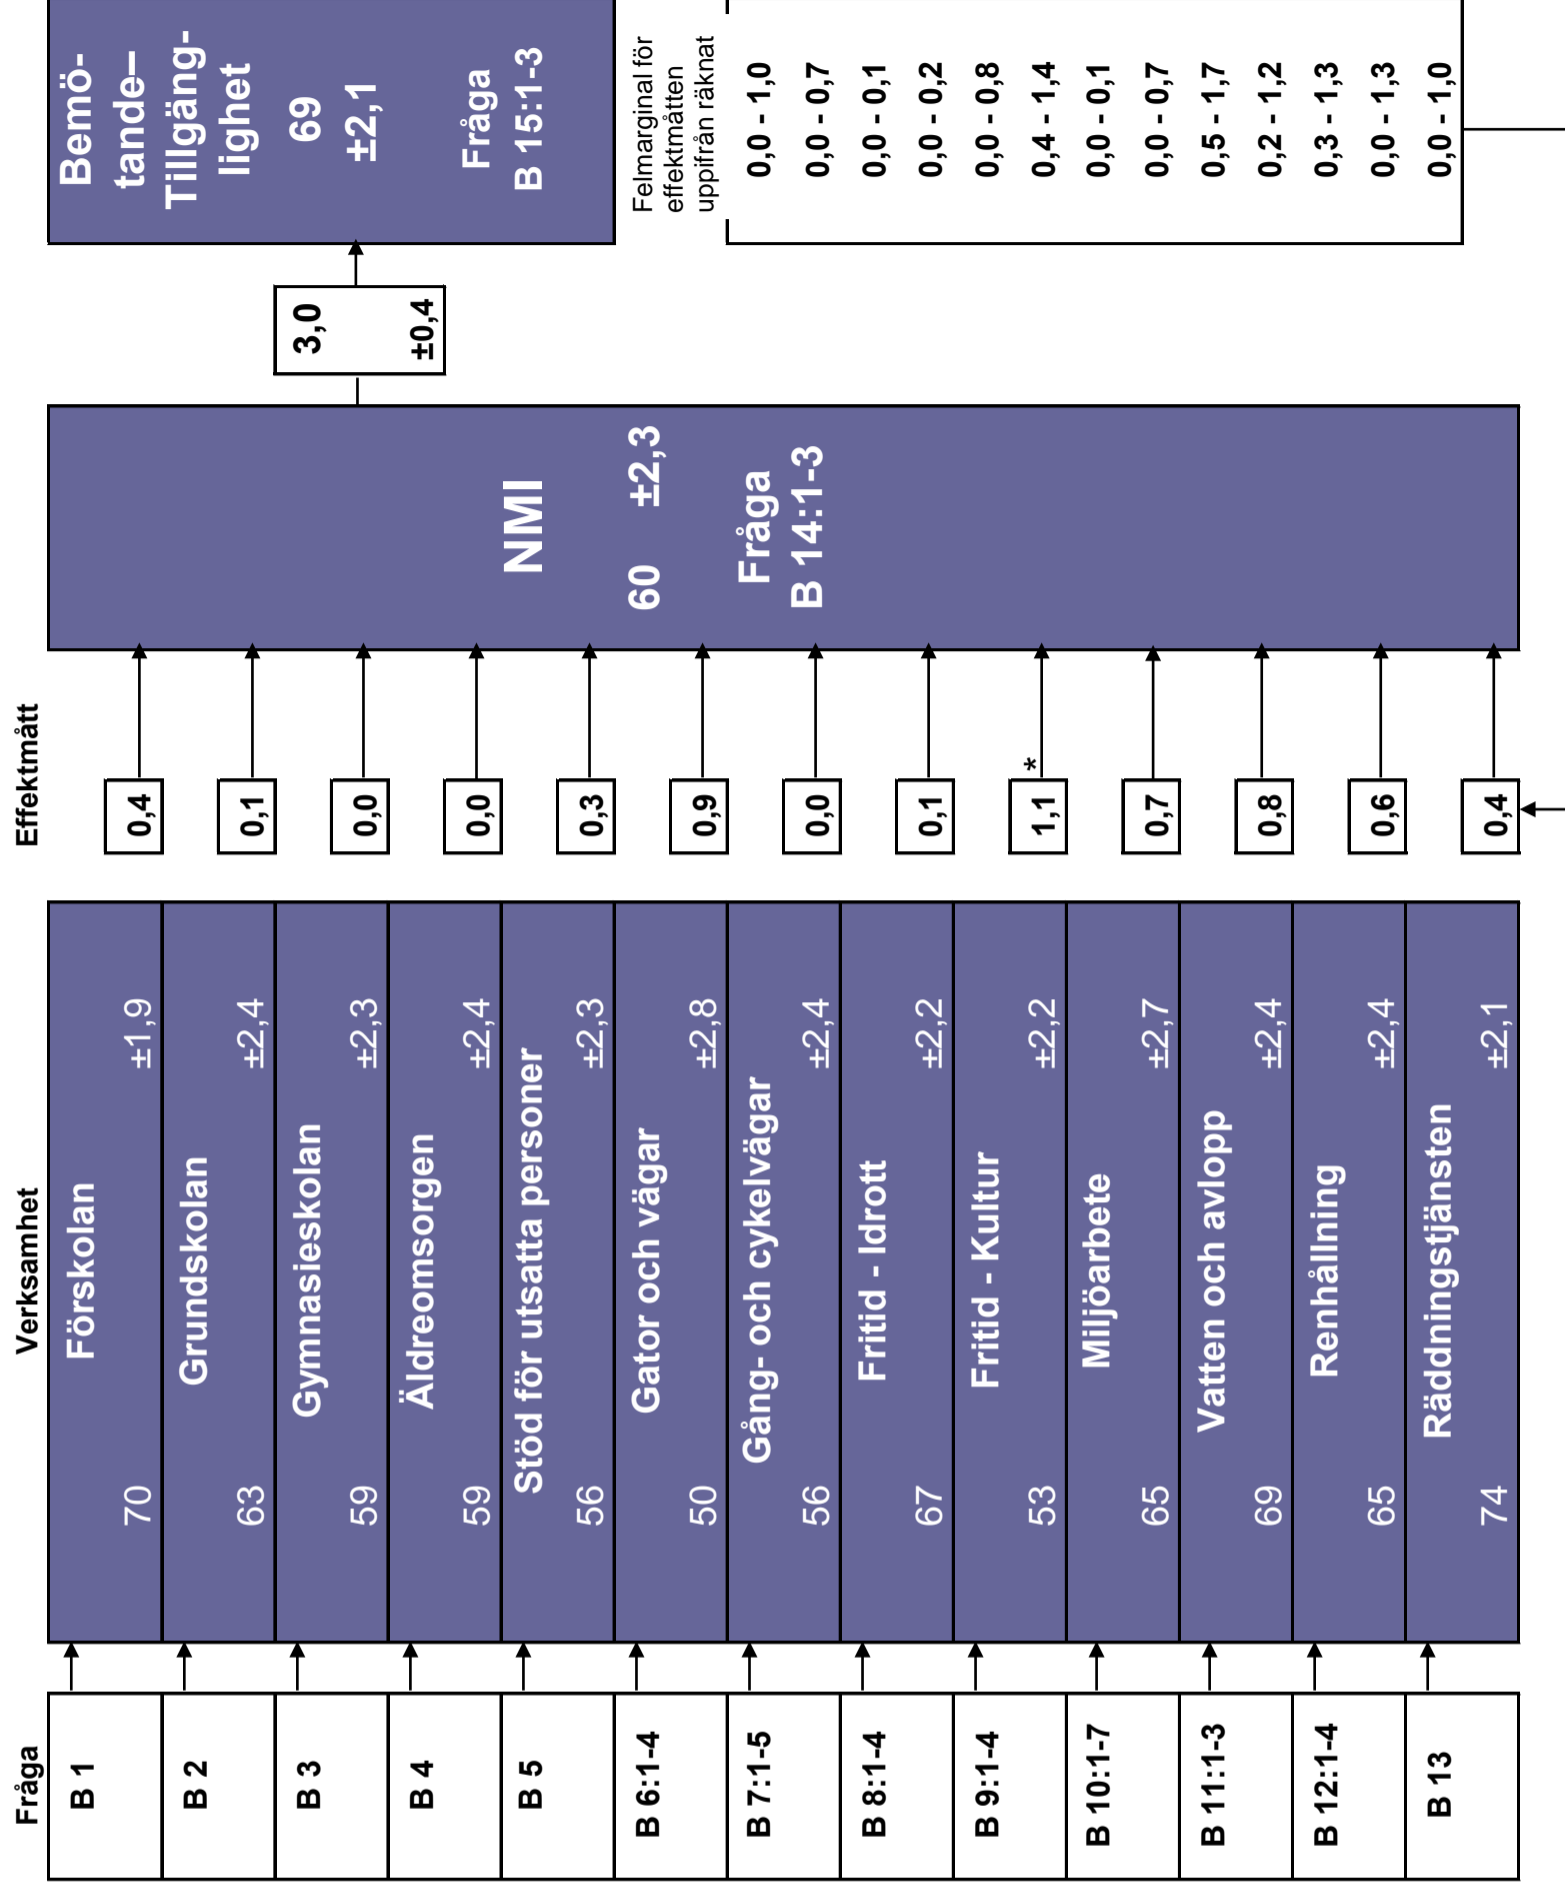 Fråga
Verksamhet
Effektmått
B 1
Förskolan
70
±1,9
0,4
B 2
Grundskolan
63
±2,4
0,1
B 3
Gymnasieskolan
59
±2,3
0,0
B 4
Äldreomsorgen
59
±2,4
0,0
B 5
Stöd för utsatta personer
56
±2,3
0,3
B 6:1-4
Gator och vägar
50
±2,8
0,9
B 7:1-5
Gång- och cykelvägar
56
±2,4
0,0
B 8:1-4
Fritid - Idrott
67
±2,2
0,1
B 9:1-4
Fritid - Kultur
53
±2,2
1,1
*
B 10:1-7
Miljöarbete
65
±2,7
0,7
B 11:1-3
Vatten och avlopp
69
±2,4
0,8
B 12:1-4
Renhållning
65
±2,4
0,6
B 13
Räddningstjänsten
74
±2,1
0,4
NMI
60 ±2,3
Fråga
B 14:1-3
3,0
±0,4
Bemö-
tande–
Tillgäng-
lighet
69
±2,1
Fråga
B 15:1-3
Felmarginal för
effektmåtten
uppifrån räknat
0,0 - 1,0
0,0 - 0,7
0,0 - 0,1
0,0 - 0,2
0,0 - 0,8
0,4 - 1,4
0,0 - 0,1
0,0 - 0,7
0,5 - 1,7
0,2 - 1,2
0,3 - 1,3
0,0 - 1,3
0,0 - 1,0